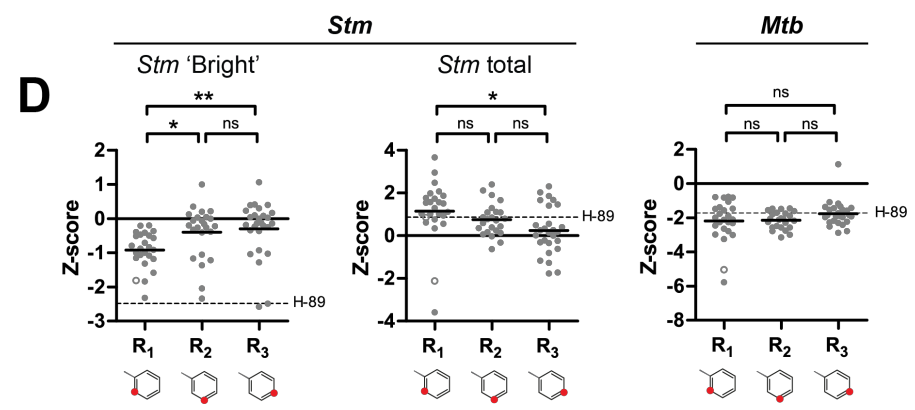 Stm
Mtb
Stm 'Bright'
Stm total
D
**
*
ns
*
ns
ns
ns
ns
ns
Z-score
2
1
0
-1
-2
-3
H-89
R1
R2
R3
Z-score
4
2
0
-2
-4
H-89
R1
R2
R3
Z-score
2
0
-2
-4
-6
-8
H-89
R1
R2
R3